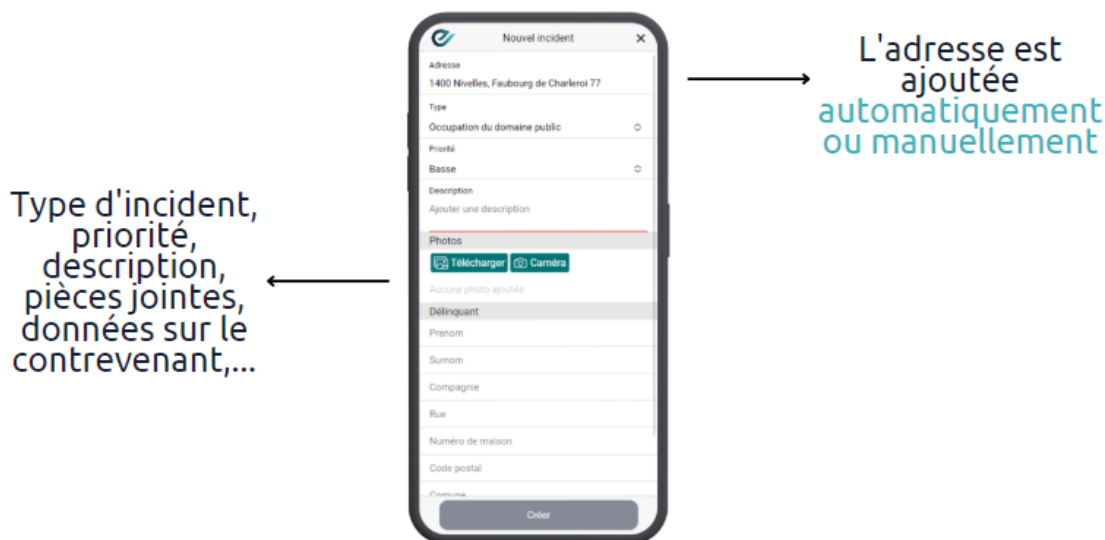 Type d'incident,
priorité,
description,
pièces jointes,
données sur le
contrevenant,...
Nouvel incident
Adresse
1400 Nivelles, Faubourg de Charleroi 77
Type
Occupation du domaine public
Priorité
Basse
Description
Ajouter une description
Photos
Télécharger Caméra
Aucune photo ajoutée
Délinquant
Prenom
Surnom
Compagnie
Rue
Numéro de maison
Code postal
Comune
Créer
L'adresse est
ajoutée
automatiquement
ou manuellement